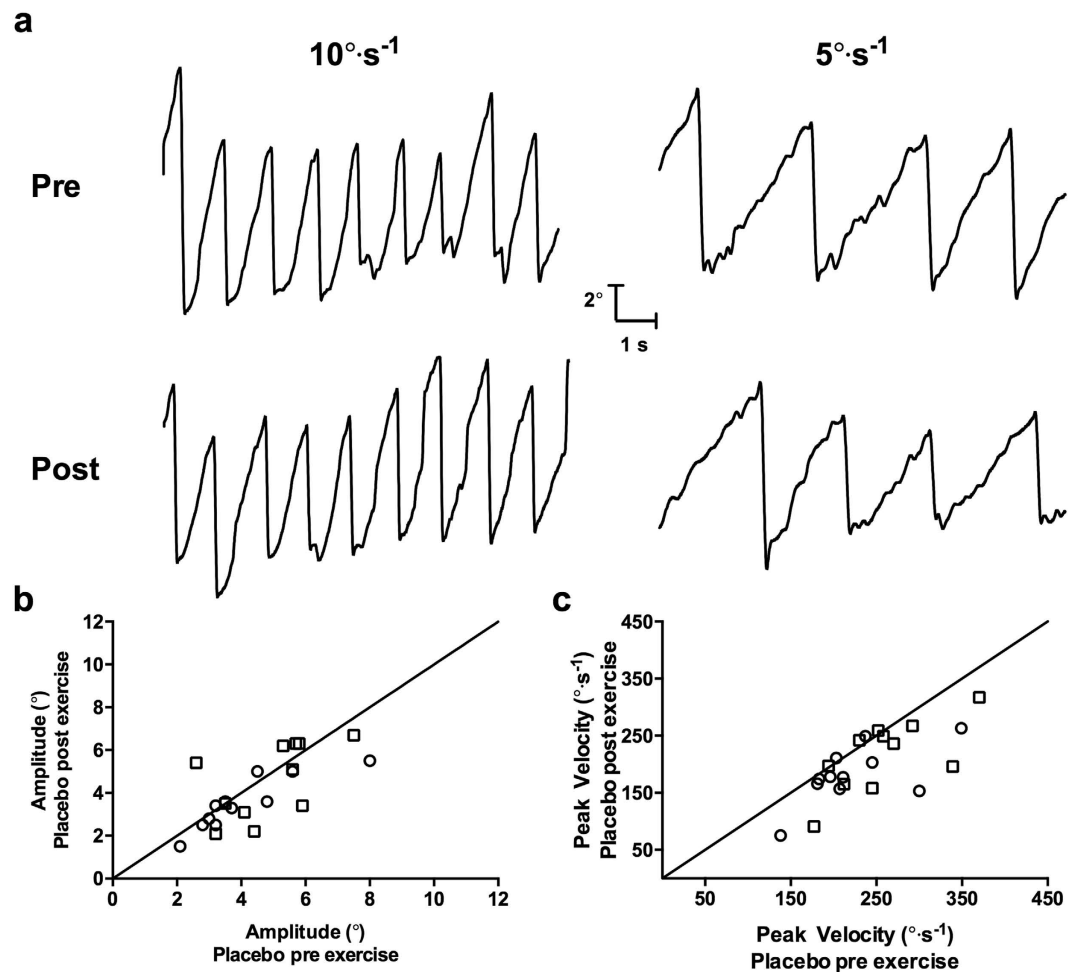 a
10°·s-1
5°·s-1
Pre
2°
1 s
Post
b
12
10
8
6
4
2
0
0 2 4 6 8 10 12
Amplitude (°)
Placebo post exercise
Amplitude (°)
Placebo pre exercise
c
450
350
250
150
50
50 150 250 350 450
Peak Velocity (°·s-1)
Placebo post exercise
Peak Velocity (°·s-1)
Placebo pre exercise